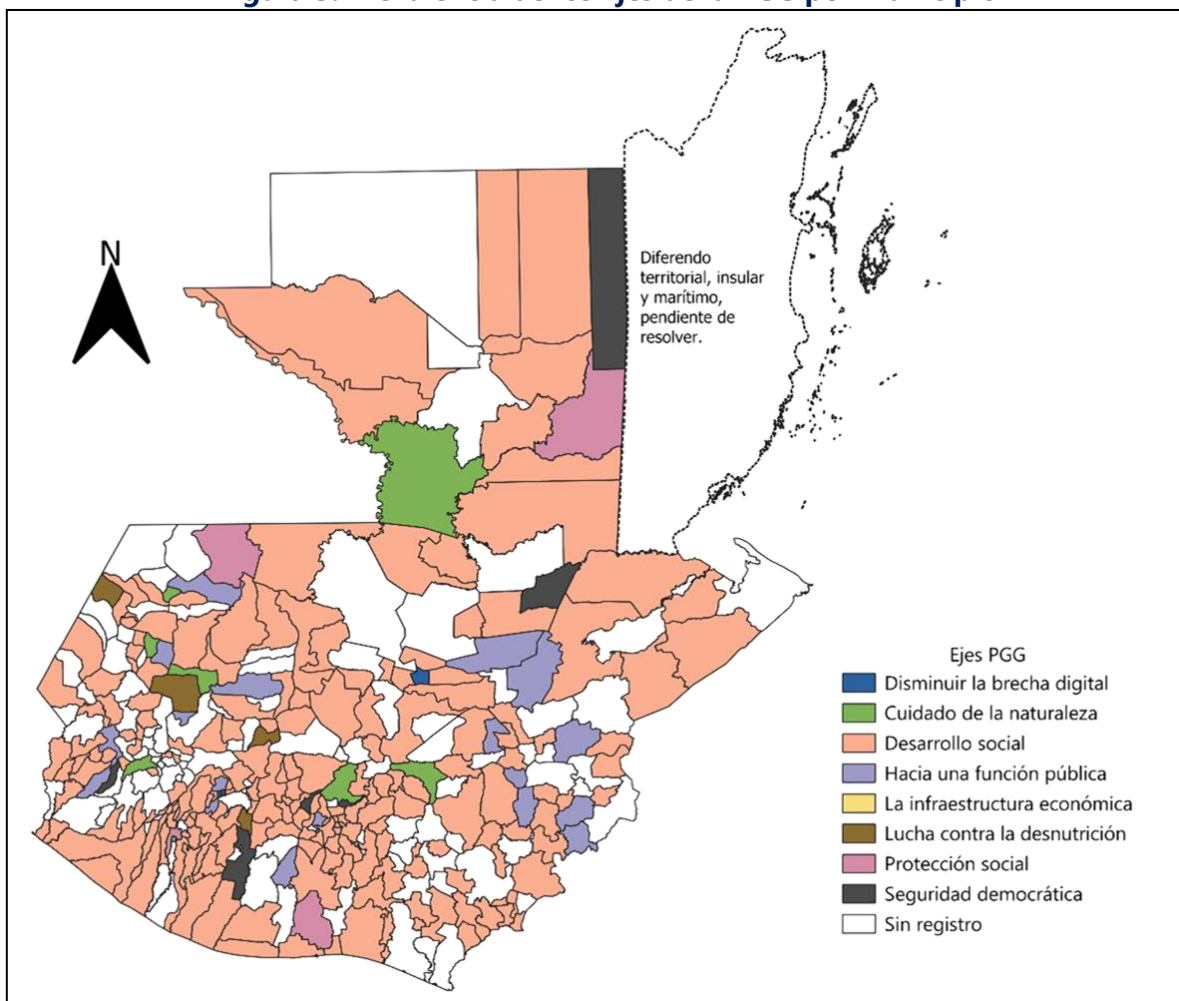 N
Diferendo
territorial, insular
y marítimo,
pendiente de
resolver.
Ejes PGG
Disminuir la brecha digital
Cuidado de la naturaleza
Desarrollo social
Hacia una función pública
La infraestructura económica
Lucha contra la desnutrición
Protección social
Seguridad democrática
Sin registro